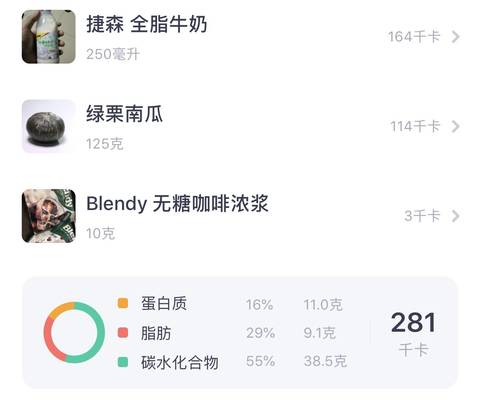 捷森 全脂牛奶
164千卡
250毫升
绿栗南瓜
114千卡
125克
Blendy 无糖咖啡浓浆
3千卡
10克
蛋白质 16% 11.0克
脂肪 29% 9.1克
碳水化合物 55% 38.5克
281
千卡